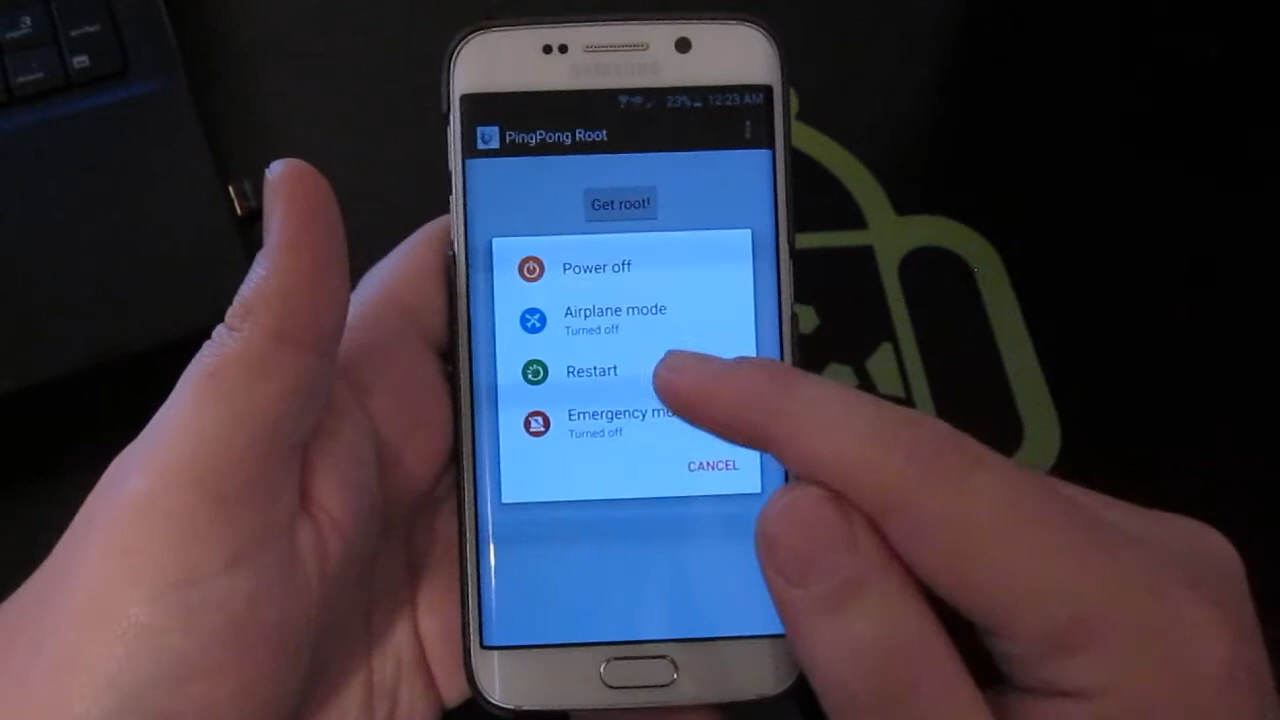 SAMSUNG
23% 12:23 AM
PingPong Root
Get root!
Power off
Airplane mode
Turned off
Restart
Emergency mo
Turned off
CANCEL